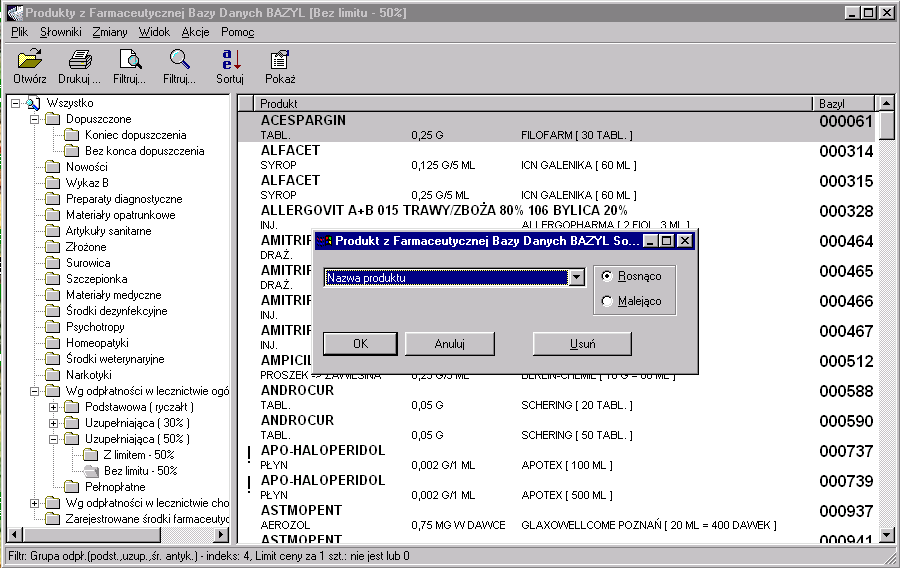 Produkty z Farmaceutycznej Bazy Danych BAZYL [Bez limitu - 50%]
Plik Słowniki Zmiany Widok Akcje Pomoc
Otwórz Drukuj ... Filtruj... Filtruj... Sortuj Pokaż
Wszystko
Dopuszczone
Koniec dopuszczenia
Bez konca dopuszczenia
Nowości
Wykaz B
Preparaty diagnostyczne
Materiały opatrunkowe
Artykuły sanitarne
Złożone
Surowica
Szczepionka
Materiały medyczne
Środki dezynfekcyjne
Psychotropy
Homeopatyki
Środki weterynaryjne
Narkotyki
Wg odpłatności w lecznictwie ogó
Podstawowa ( ryczałt )
Uzupełniająca ( 30% )
Uzupełniająca ( 50% )
Z limitem - 50%
Bez limitu - 50%
Pełnopłatne
Wg odpłatności w lecznictwie cho
Zarejestrowane środki farmaceutyc
Produkt Bazyl
ACESPARGIN 000061
TABL. 0,25 G FILOFARM [ 30 TABL. ]
ALFACET 000314
SYROP 0,125 G/5 ML ICN GALENIKA [ 60 ML ]
ALFACET 000315
SYROP 0,25 G/5 ML ICN GALENIKA [ 60 ML ]
ALLERGOVIT A+B 015 TRAWY/ZBOŻA 80% 106 BYLICA 20% 000328
INJ. ALLERGOPHARMA [ 2 FIOL. 3 ML ]
AMITRIF 000464
DRAŻ.
AMITRIF 000465
DRAŻ.
AMITRIF 000466
INJ.
AMITRIF 000467
INJ.
AMPICIL 000512
PROSZEK => ZAWIESINA 0,25 G/5 ML BERLIN-CHEMIE [ 16 G = 60 ML ]
ANDROCUR 000588
TABL. 0,05 G SCHERING [ 20 TABL. ]
ANDROCUR 000590
TABL. 0,05 G SCHERING [ 50 TABL. ]
! APO-HALOPERIDOL 000737
PŁYN 0,002 G/1 ML APOTEX [ 100 ML ]
! APO-HALOPERIDOL 000739
PŁYN 0,002 G/1 ML APOTEX [ 500 ML ]
ASTMOPENT 000937
AEROZOL 0,75 MG W DAWCE GLAXOWELLCOME POZNAŃ [ 20 ML = 400 DAWEK ]
ASTMOPENT 000941
Produkt z Farmaceutycznej Bazy Danych BAZYL So...
Nazwa produktu
Rosnąco
Malejąco
OK Anuluj Usuń
Filtr: Grupa odpł.(podst.,uzup.,śr. antyk.) - indeks: 4, Limit ceny za 1 szt.: nie jest lub 0